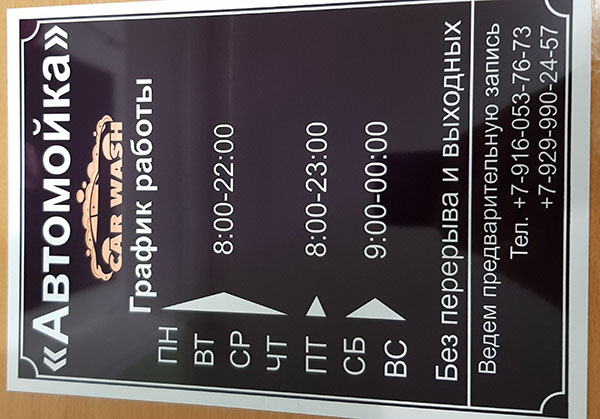 «Автомойка»
CAR WASH
График работы
ПН
ВТ
СР
ЧТ
8:00-22:00
ПТ
8:00-23:00
СБ
ВС
9:00-00:00
Без перерыва и выходных
Ведем предварительную запись
Тел. +7-916-053-76-73
+7-929-990-24-57